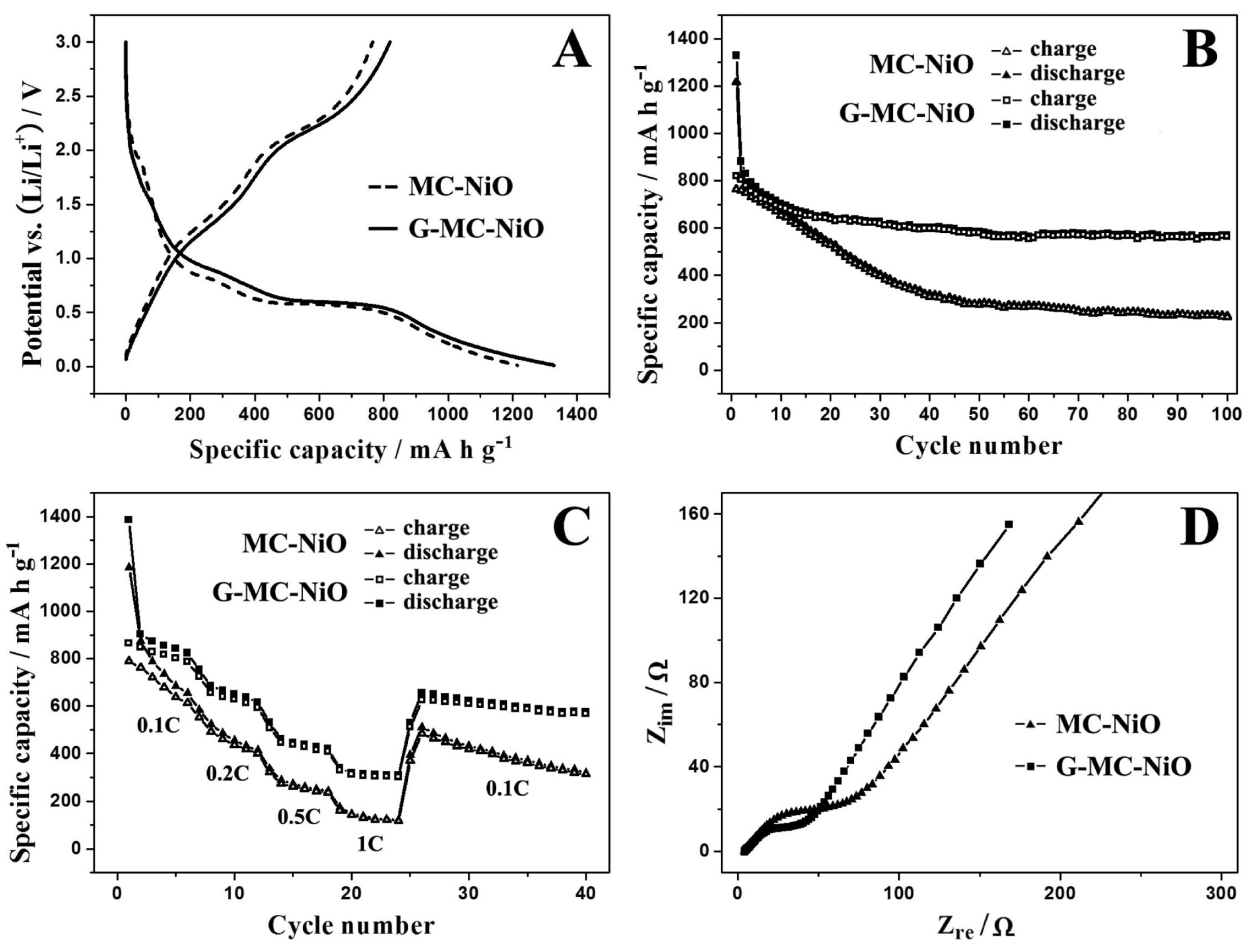 A
3.0
2.5
2.0
1.5
1.0
0.5
0.0
Potential vs. (Li/Li⁺) / V
MC-NiO
G-MC-NiO
0 200 400 600 800 1000 1200 1400
Specific capacity / mA h g⁻¹
B
1400
1200
1000
800
600
400
200
0
Specific capacity / mA h g⁻¹
MC-NiO
charge
discharge
G-MC-NiO
charge
discharge
0 10 20 30 40 50 60 70 80 90 100
Cycle number
C
1400
1200
1000
800
600
400
200
0
Specific capacity / mA h g⁻¹
MC-NiO
charge
discharge
G-MC-NiO
charge
discharge
0.1C
0.2C
0.5C
1C
0.1C
0 10 20 30 40
Cycle number
D
160
120
80
40
0
Zim / Ω
MC-NiO
G-MC-NiO
0 100 200 300
Zre / Ω